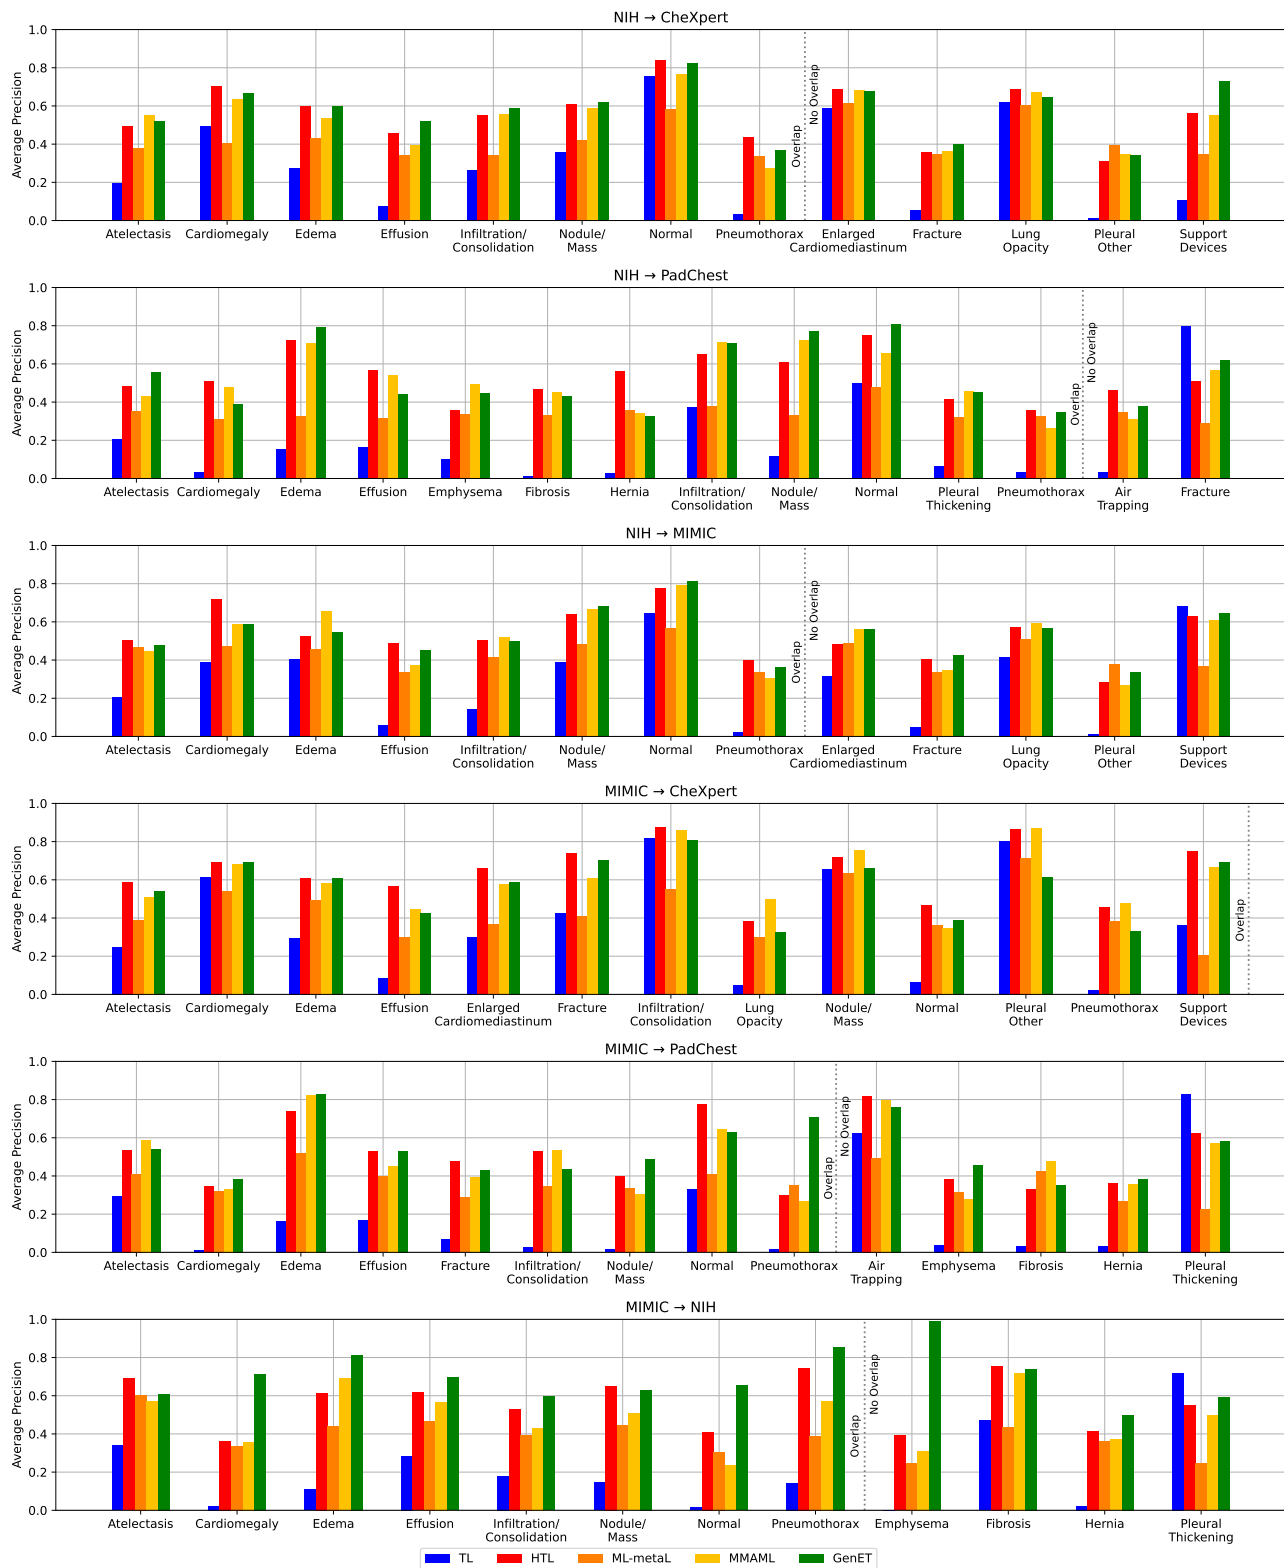 NIH → CheXpert
Average Precision
1.0
0.8
0.6
0.4
0.2
0.0
No Overlap
Overlap
Atelectasis Cardiomegaly Edema Effusion Infiltration/ Nodule/ Normal Pneumothorax Enlarged Fracture Lung Pleural Support
Consolidation Mass Cardiomediastinum Opacity Other Devices
NIH → PadChest
Average Precision
1.0
0.8
0.6
0.4
0.2
0.0
No Overlap
Overlap
Atelectasis Cardiomegaly Edema Effusion Emphysema Fibrosis Hernia Infiltration/ Nodule/ Normal Pleural Pneumothorax Air Fracture
Consolidation Mass Thickening Trapping
NIH → MIMIC
Average Precision
1.0
0.8
0.6
0.4
0.2
0.0
No Overlap
Overlap
Atelectasis Cardiomegaly Edema Effusion Infiltration/ Nodule/ Normal Pneumothorax Enlarged Fracture Lung Pleural Support
Consolidation Mass Cardiomediastinum Opacity Other Devices
MIMIC → CheXpert
Average Precision
1.0
0.8
0.6
0.4
0.2
0.0
Overlap
Atelectasis Cardiomegaly Edema Effusion Enlarged Fracture Infiltration/ Lung Nodule/ Normal Pleural Pneumothorax Support
Cardiomediastinum Consolidation Opacity Mass Other Devices
MIMIC → PadChest
Average Precision
1.0
0.8
0.6
0.4
0.2
0.0
No Overlap
Overlap
Atelectasis Cardiomegaly Edema Effusion Fracture Infiltration/ Nodule/ Normal Pneumothorax Air Emphysema Fibrosis Hernia Pleural
Consolidation Mass Trapping Thickening
MIMIC → NIH
Average Precision
1.0
0.8
0.6
0.4
0.2
0.0
No Overlap
Overlap
Atelectasis Cardiomegaly Edema Effusion Infiltration/ Nodule/ Normal Pneumothorax Emphysema Fibrosis Hernia Pleural
Consolidation Mass Thickening
TL HTL ML-metaL MMAML GenET